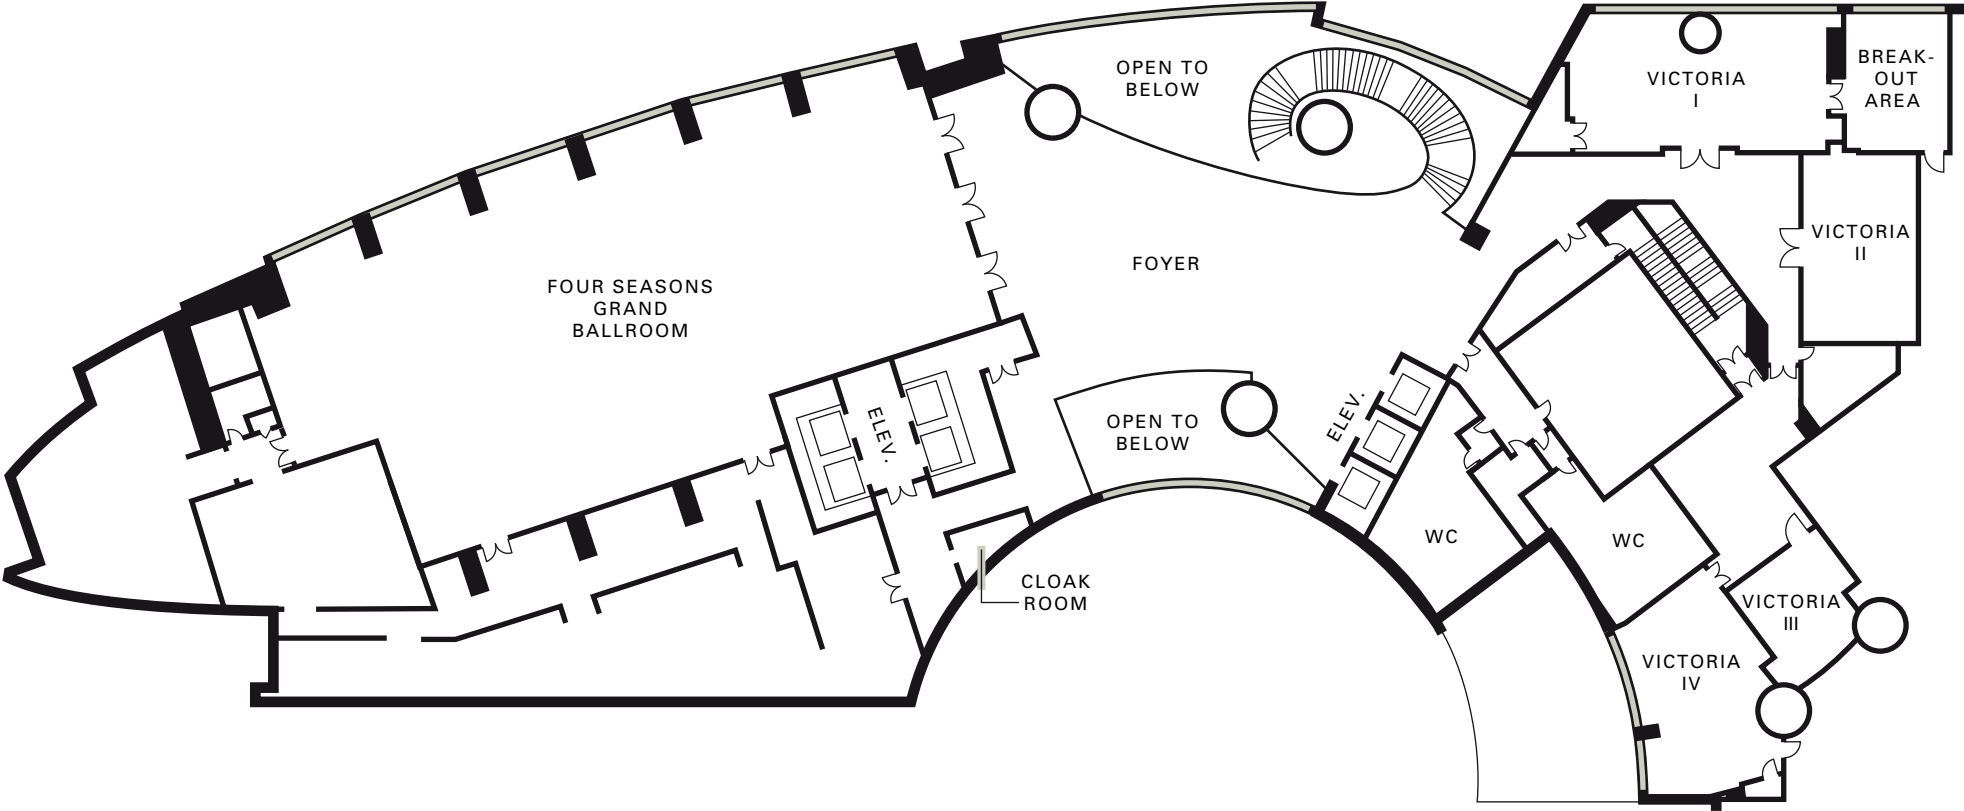 OPEN TO
BELOW
VICTORIA
I
BREAK-
OUT
AREA
VICTORIA
II
FOUR SEASONS
GRAND
BALLROOM
FOYER
ELEV.
OPEN TO
BELOW
ELEV.
WC
WC
CLOAK
ROOM
VICTORIA
III
VICTORIA
IV